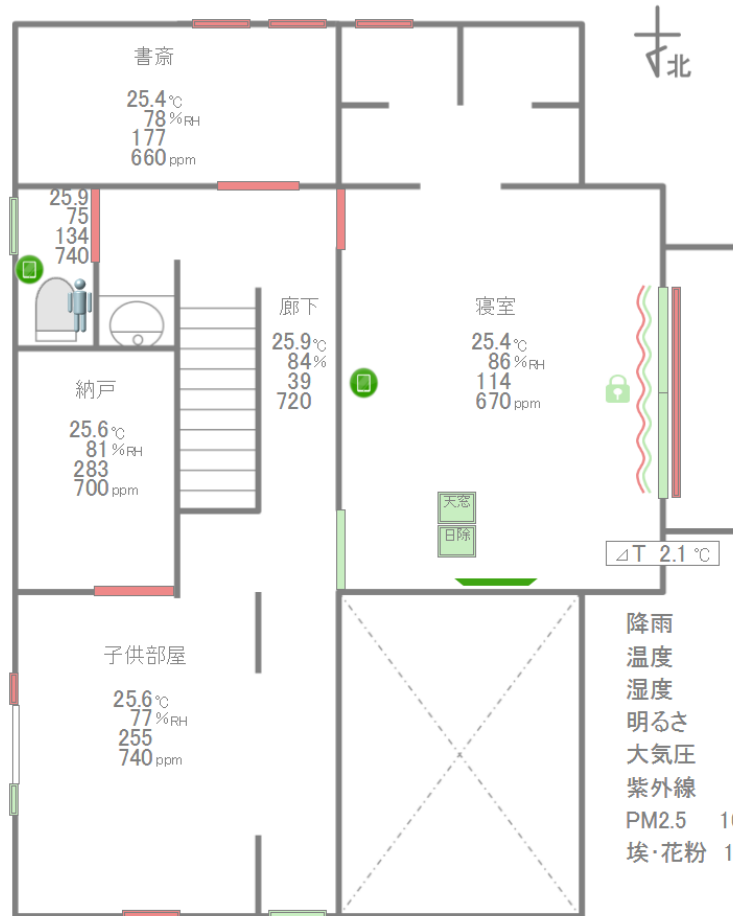 北
書斎
25.4℃
78%RH
177
660ppm
25.9
75
134
740
廊下
25.9℃
84%
39
720
寝室
25.4℃
86%RH
114
670ppm
納戸
25.6℃
81%RH
283
700ppm
天窓
日除
⊿T 2.1 ℃
子供部屋
25.6℃
77%RH
255
740ppm
降雨
温度
湿度
明るさ
大気圧
紫外線
PM2.5 1
埃・花粉 1